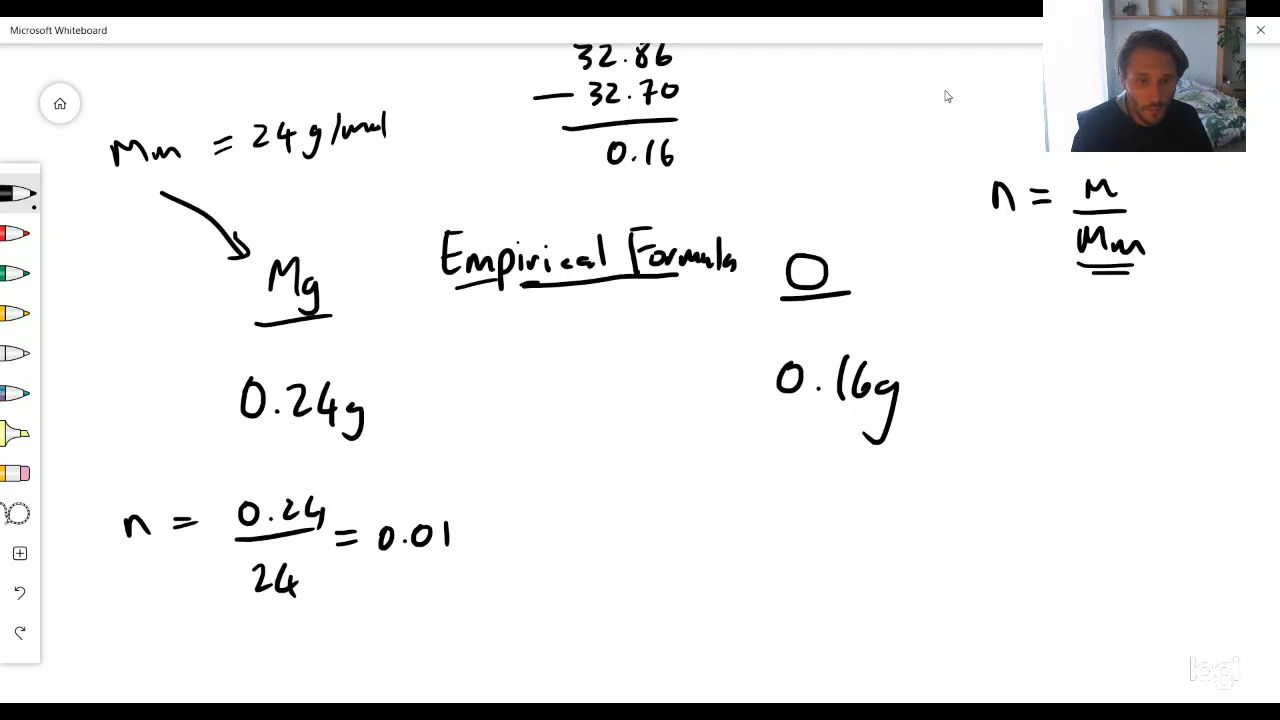 Microsoft Whiteboard
32.86
— 32.70
0.16
Mm = 24 g/mol
n = m
Mm
Mg
Empirical Formula
O
0.24g
0.16g
n = 0.24
24
= 0.01
logi